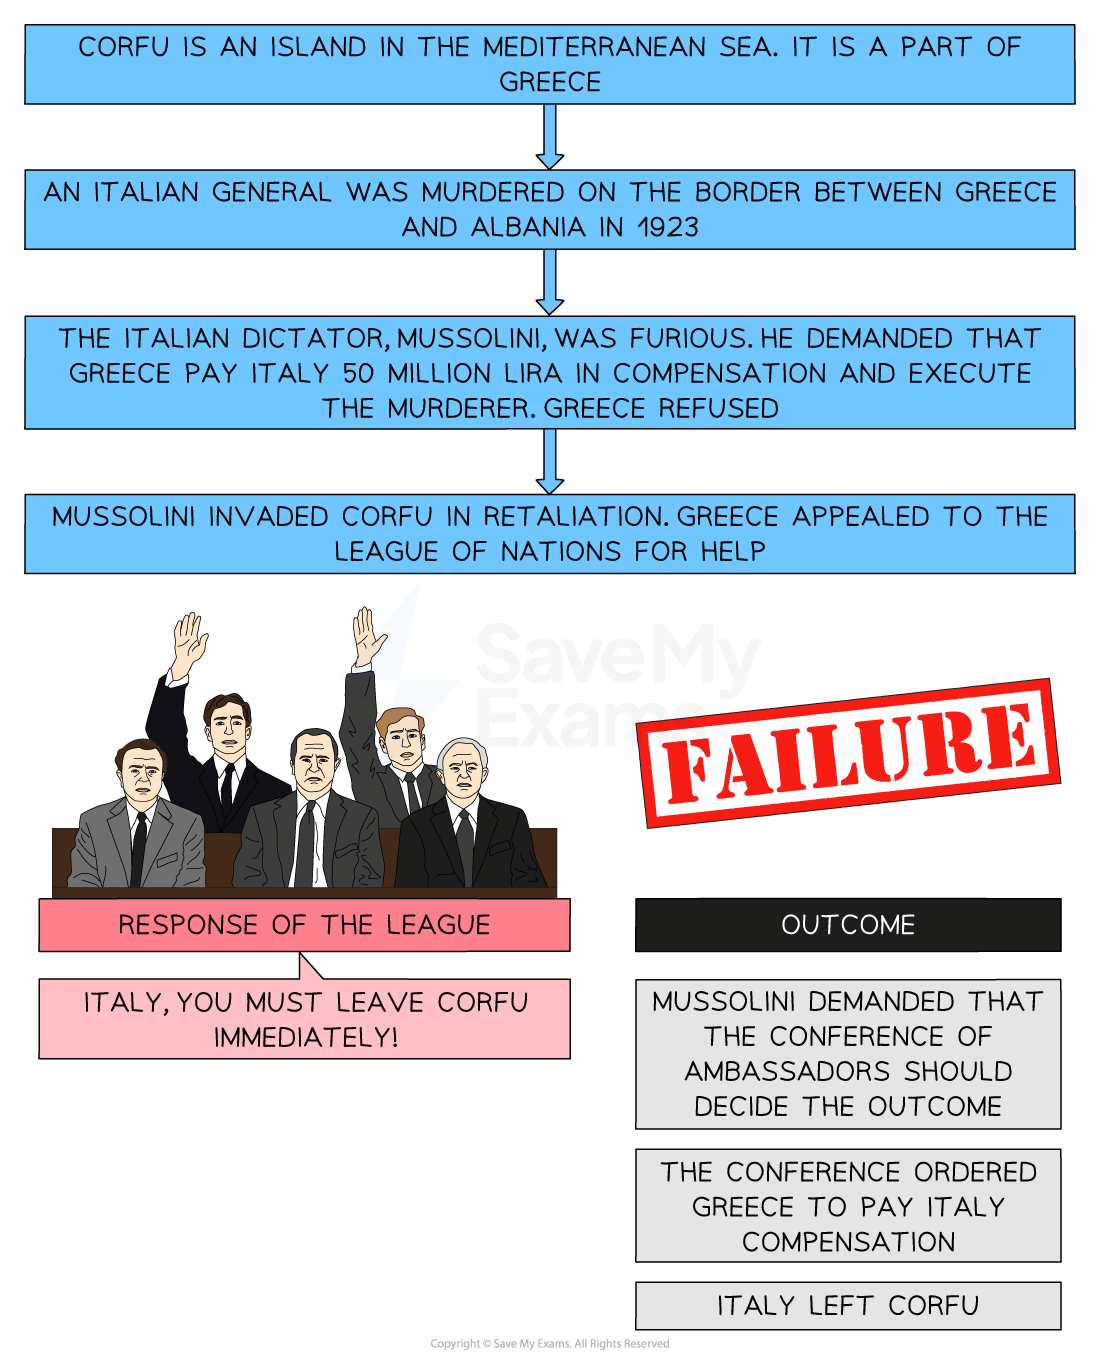 CORFU IS AN ISLAND IN THE MEDITERRANEAN SEA. IT IS A PART OF
GREECE
AN ITALIAN GENERAL WAS MURDERED ON THE BORDER BETWEEN GREECE
AND ALBANIA IN 1923
THE ITALIAN DICTATOR, MUSSOLINI, WAS FURIOUS. HE DEMANDED THAT
GREECE PAY ITALY 50 MILLION LIRA IN COMPENSATION AND EXECUTE
THE MURDERER. GREECE REFUSED
MUSSOLINI INVADED CORFU IN RETALIATION. GREECE APPEALED TO THE
LEAGUE OF NATIONS FOR HELP
SaveMy
Exams
FAILURE
RESPONSE OF THE LEAGUE
ITALY, YOU MUST LEAVE CORFU
IMMEDIATELY!
OUTCOME
MUSSOLINI DEMANDED THAT
THE CONFERENCE OF
AMBASSADORS SHOULD
DECIDE THE OUTCOME
THE CONFERENCE ORDERED
GREECE TO PAY ITALY
COMPENSATION
ITALY LEFT CORFU
Copyright © Save My Exams. All Rights Reserved